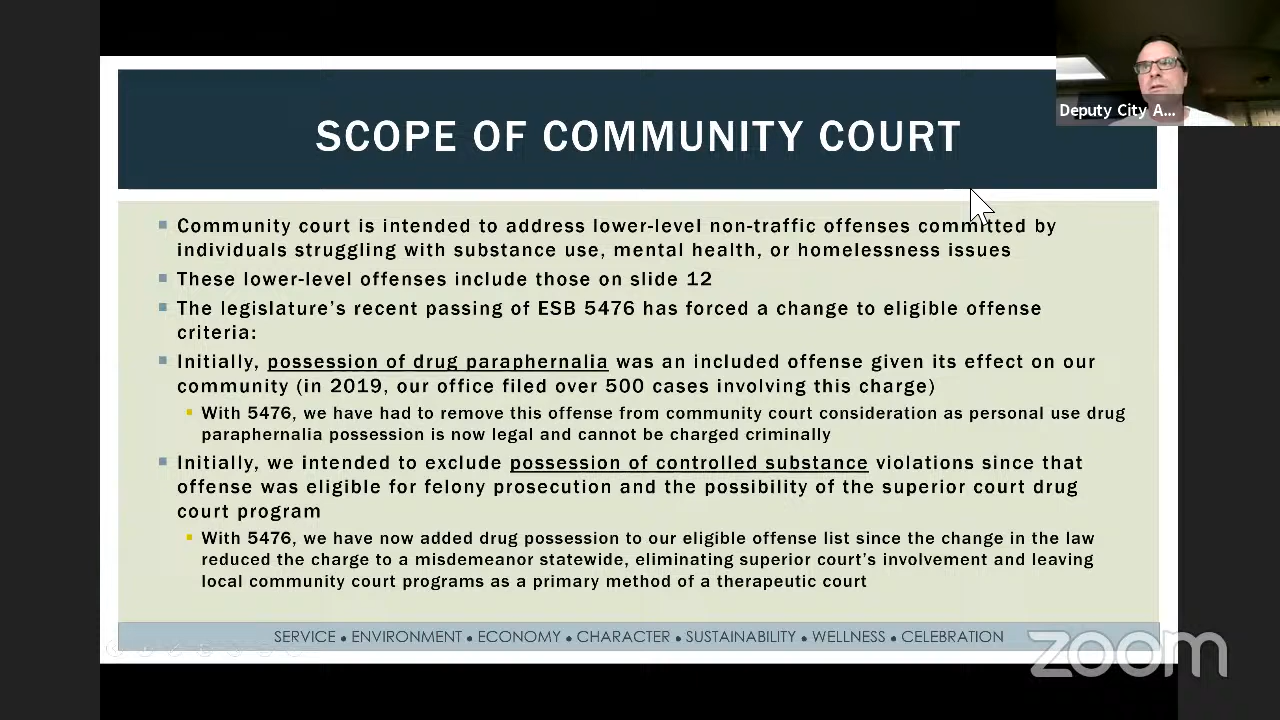 Deputy City A...
SCOPE OF COMMUNITY COURT
Community court is intended to address lower-level non-traffic offenses committed by
individuals struggling with substance use, mental health, or homelessness issues
These lower-level offenses include those on slide 12
The legislature's recent passing of ESB 5476 has forced a change to eligible offense
criteria:
Initially, possession of drug paraphernalia was an included offense given its effect on our
community (in 2019, our office filed over 500 cases involving this charge)
With 5476, we have had to remove this offense from community court consideration as personal use drug
paraphernalia possession is now legal and cannot be charged criminally
Initially, we intended to exclude possession of controlled substance violations since that
offense was eligible for felony prosecution and the possibility of the superior court drug
court program
With 5476, we have now added drug possession to our eligible offense list since the change in the law
reduced the charge to a misdemeanor statewide, eliminating superior court's involvement and leaving
local community court programs as a primary method of a therapeutic court
SERVICE • ENVIRONMENT • ECONOMY • CHARACTER • SUSTAINABILITY • WELLNESS • CELEBRATION
zoom